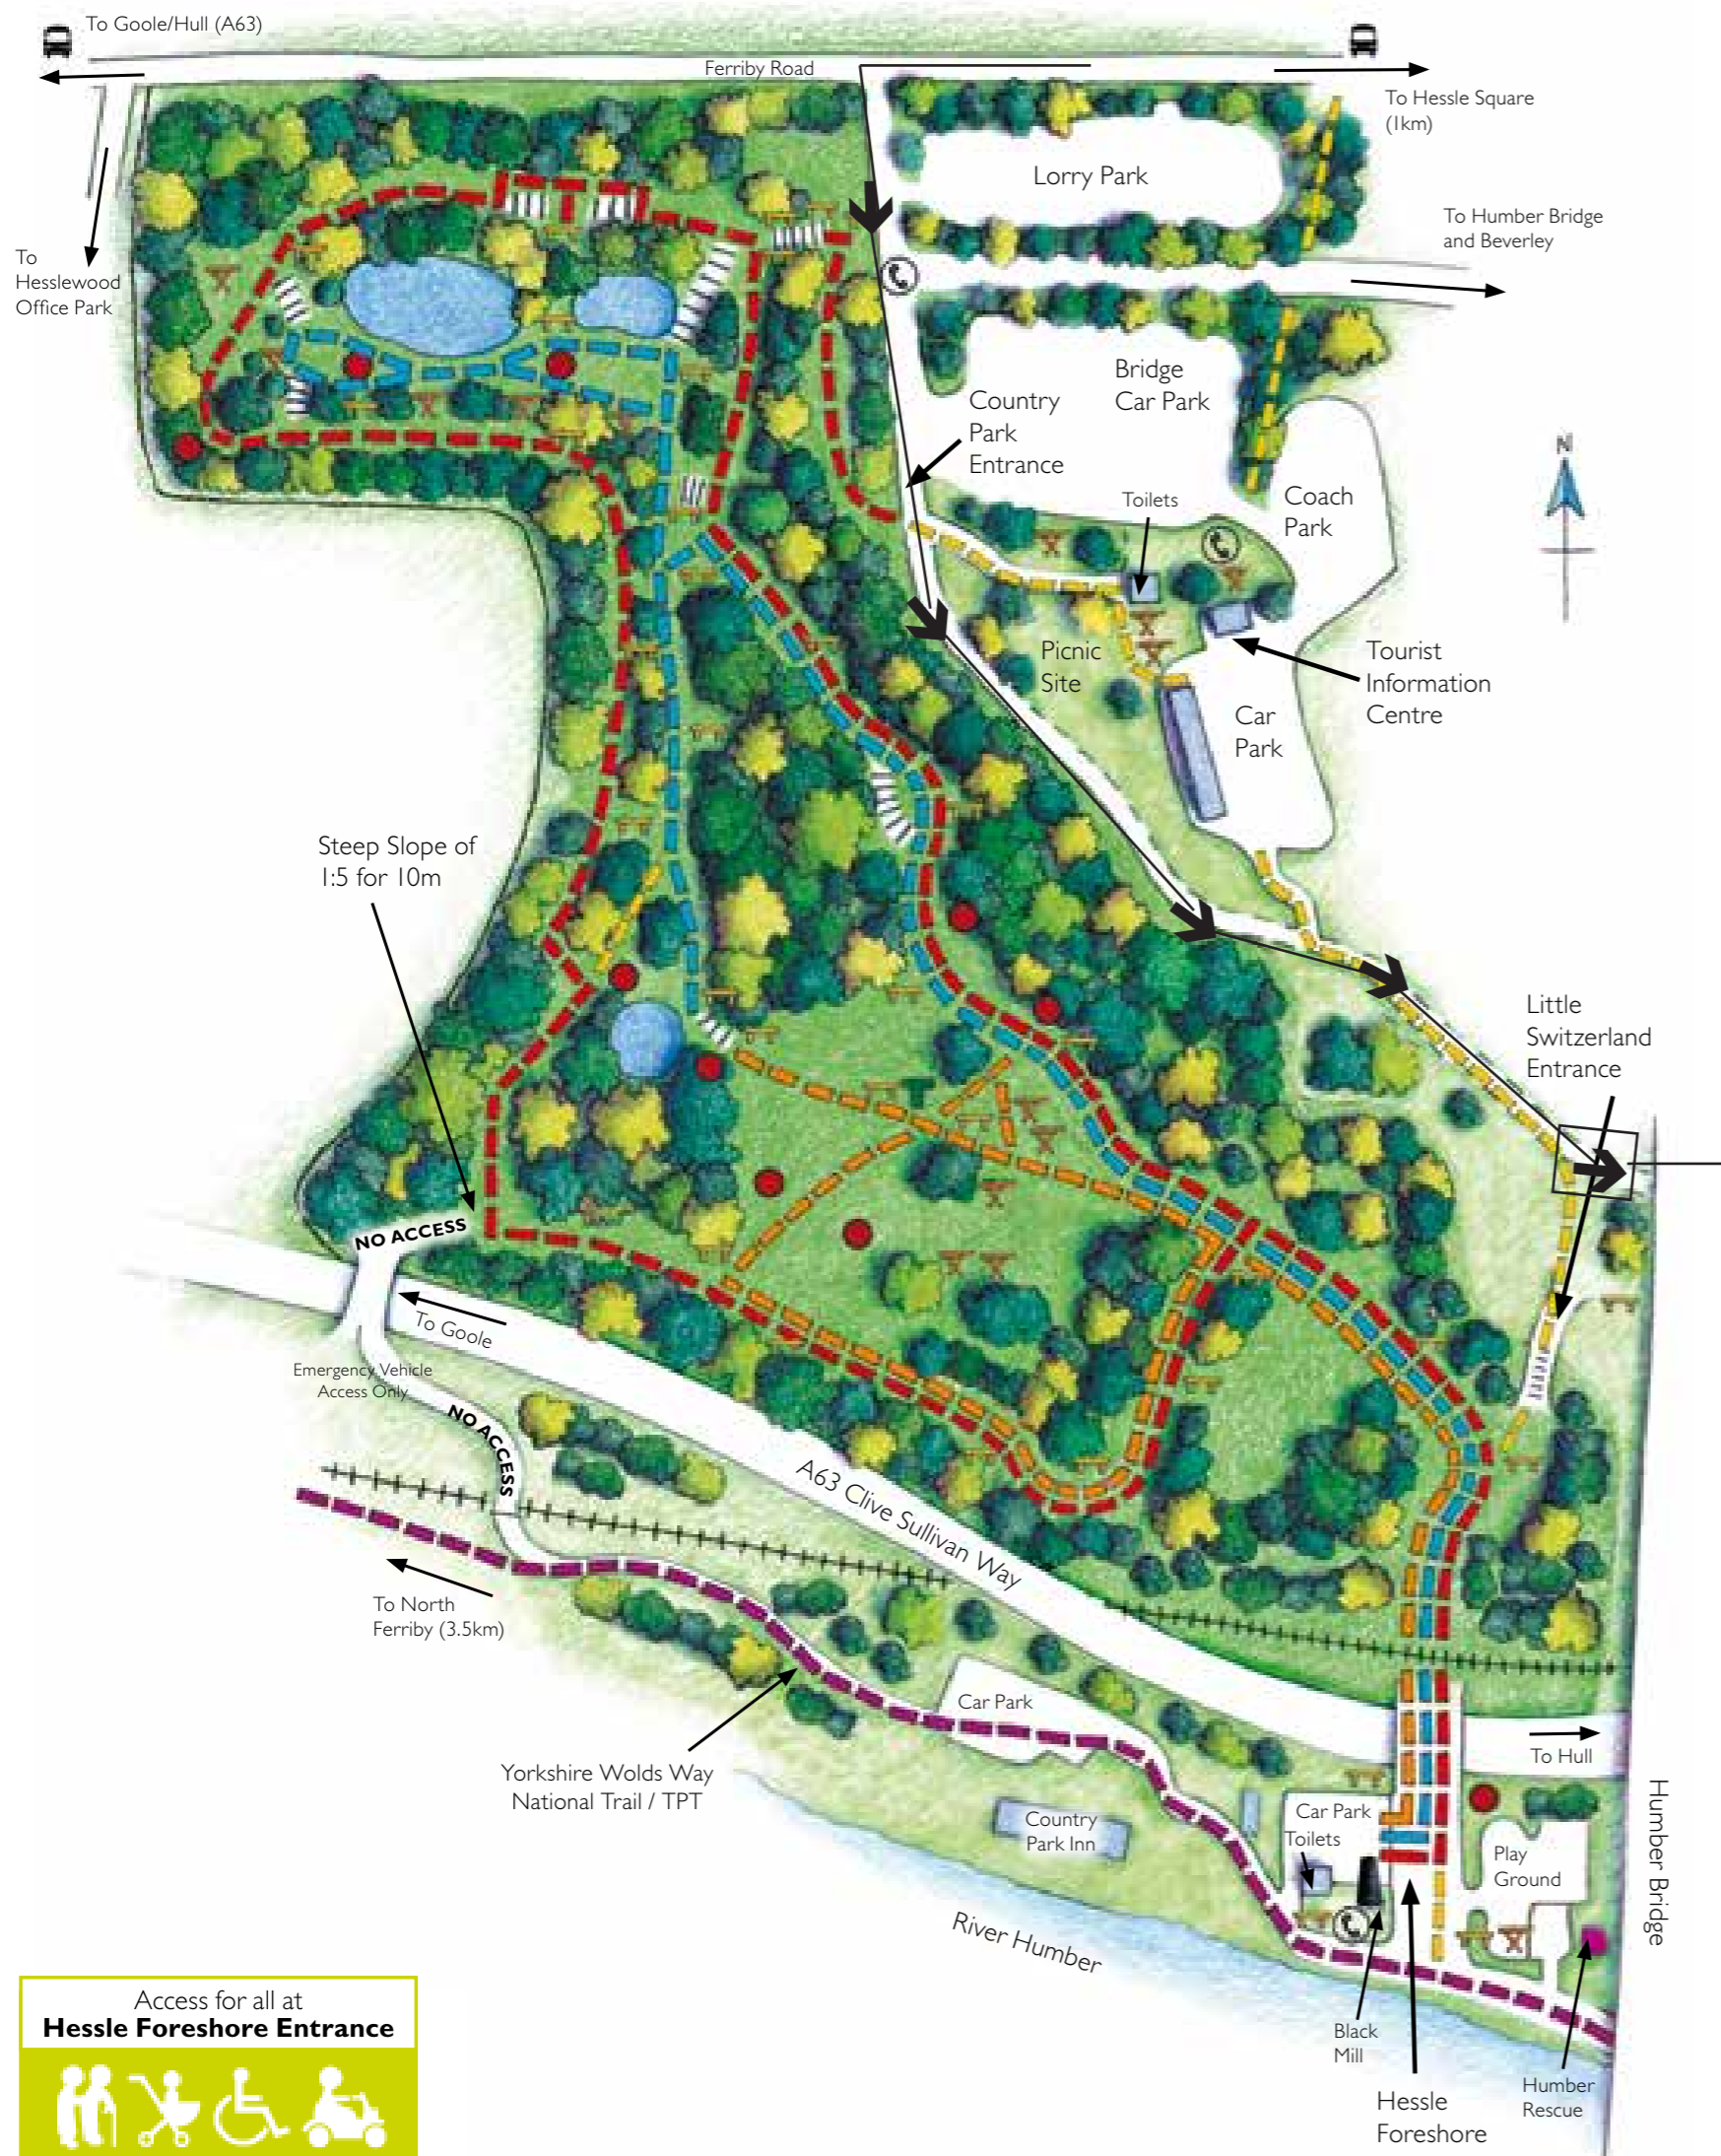 To Goole/Hull (A63)
Ferriby Road
To Hessle Square
(1km)
Lorry Park
To Humber Bridge
and Beverley
To
Hesslewood
Office Park
Bridge
Car Park
Country
Park
Entrance
N
Coach
Park
Toilets
Picnic
Site
Tourist
Information
Centre
Car
Park
Steep Slope of
1:5 for 10m
Little
Switzerland
Entrance
NO ACCESS
To Goole
Emergency Vehicle
Access Only
NO ACCESS
A63 Clive Sullivan Way
To North
Ferriby (3.5km)
Car Park
To Hull
Yorkshire Wolds Way
National Trail / TPT
Country
Park Inn
Car Park
Toilets
Play
Ground
Humber Bridge
River Humber
Black
Mill
Humber
Rescue
Hessle
Foreshore
Access for all at
Hessle Foreshore Entrance